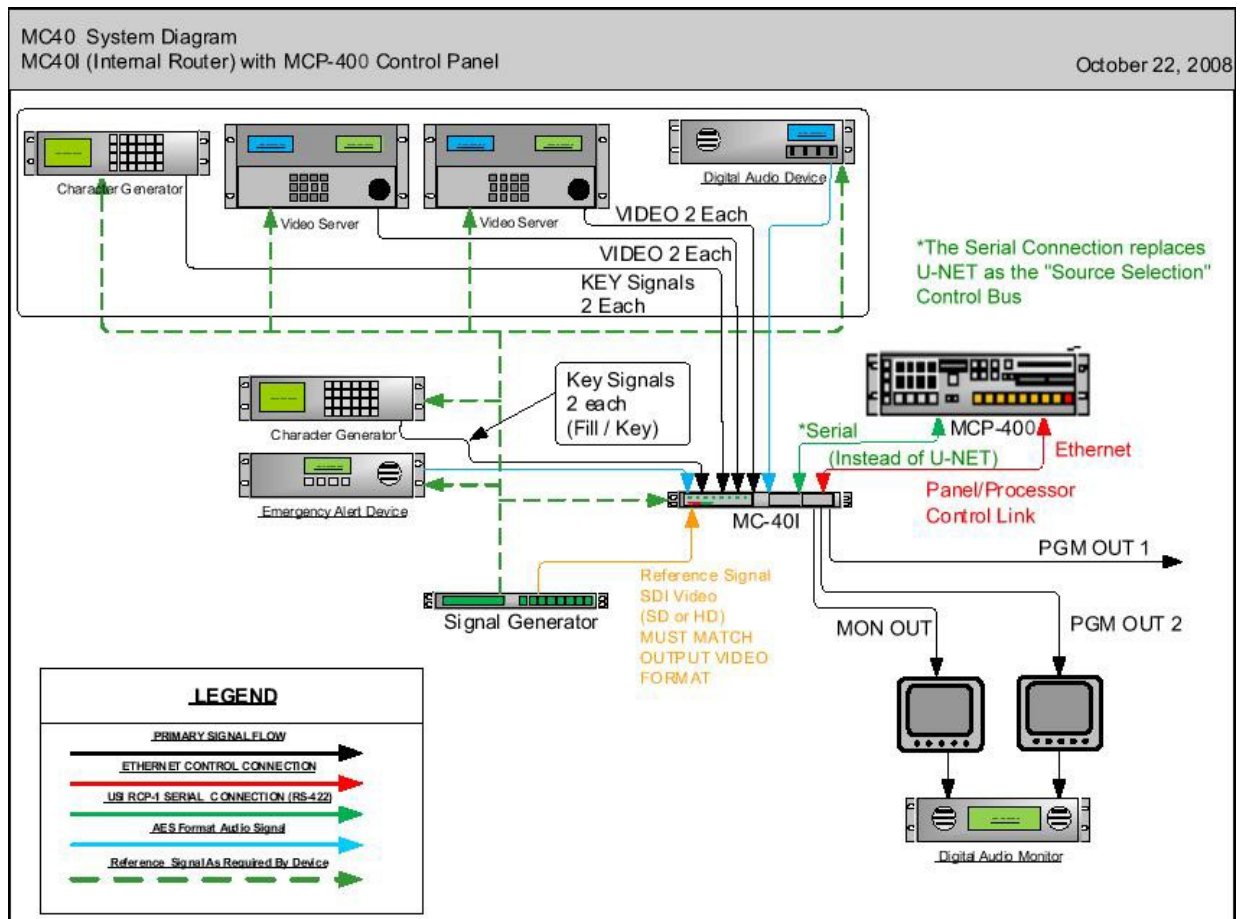 MC40 System Diagram
MC40I (Internal Router) with MCP-400 Control Panel
October 22, 2008
Character Generator
Video Server
Video Server
Digital Audio Device
VIDEO 2 Each
VIDEO 2 Each
KEY Signals
2 Each
*The Serial Connection replaces
U-NET as the "Source Selection"
Control Bus
Character Generator
Key Signals
2 each
(Fill / Key)
MCP-400
*Serial
(Instead of U-NET)
Ethernet
Emergency Alert Device
MC-40I
Panel/Processor
Control Link
PGM OUT 1
Signal Generator
Reference Signal
SDI Video
(SD or HD)
MUST MATCH
OUTPUT VIDEO
FORMAT
MON OUT
PGM OUT 2
LEGEND
PRIMARY SIGNAL FLOW
ETHERNET CONTROL CONNECTION
USI RCP-1 SERIAL CONNECTION (RS-422)
AES Format Audio Signal
Reference Signal As Required By Device
Digital Audio Monitor